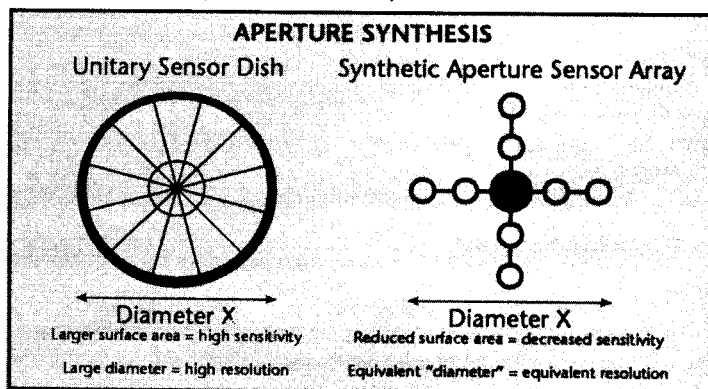 APERTURE SYNTHESIS
Unitary Sensor Dish
Synthetic Aperture Sensor Array
Diameter X
Larger surface area = high sensitivity
Large diameter = high resolution
Diameter X
Reduced surface area = decreased sensitivity
Equivalent "diameter" = equivalent resolution